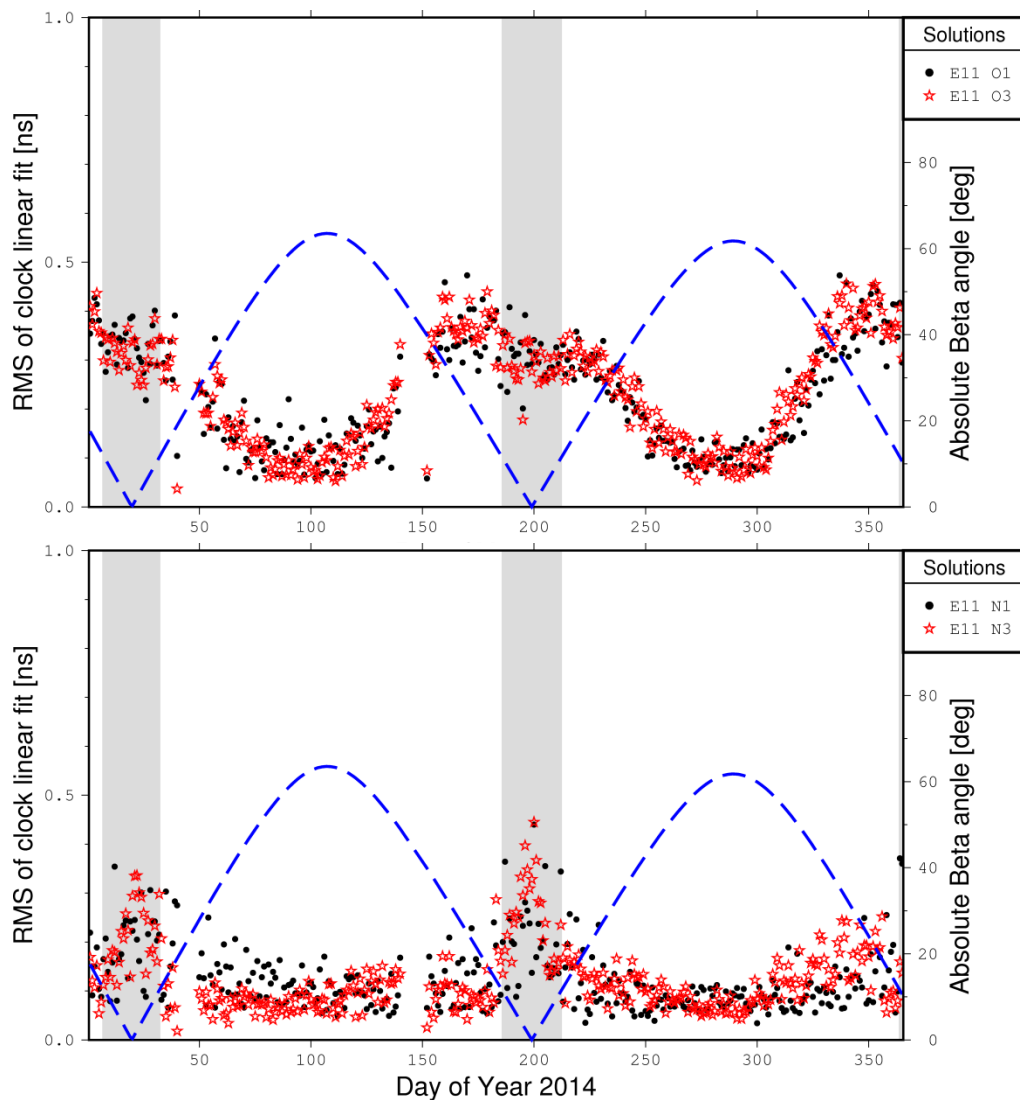 1.0
0.5
0.0
RMS of clock linear fit [ns]
50 100 150 200 250 300 350
80
60
40
20
0
Absolute Beta angle [deg]
Solutions
E11 O1
E11 O3
1.0
0.5
0.0
RMS of clock linear fit [ns]
50 100 150 200 250 300 350
Day of Year 2014
80
60
40
20
0
Absolute Beta angle [deg]
Solutions
E11 N1
E11 N3